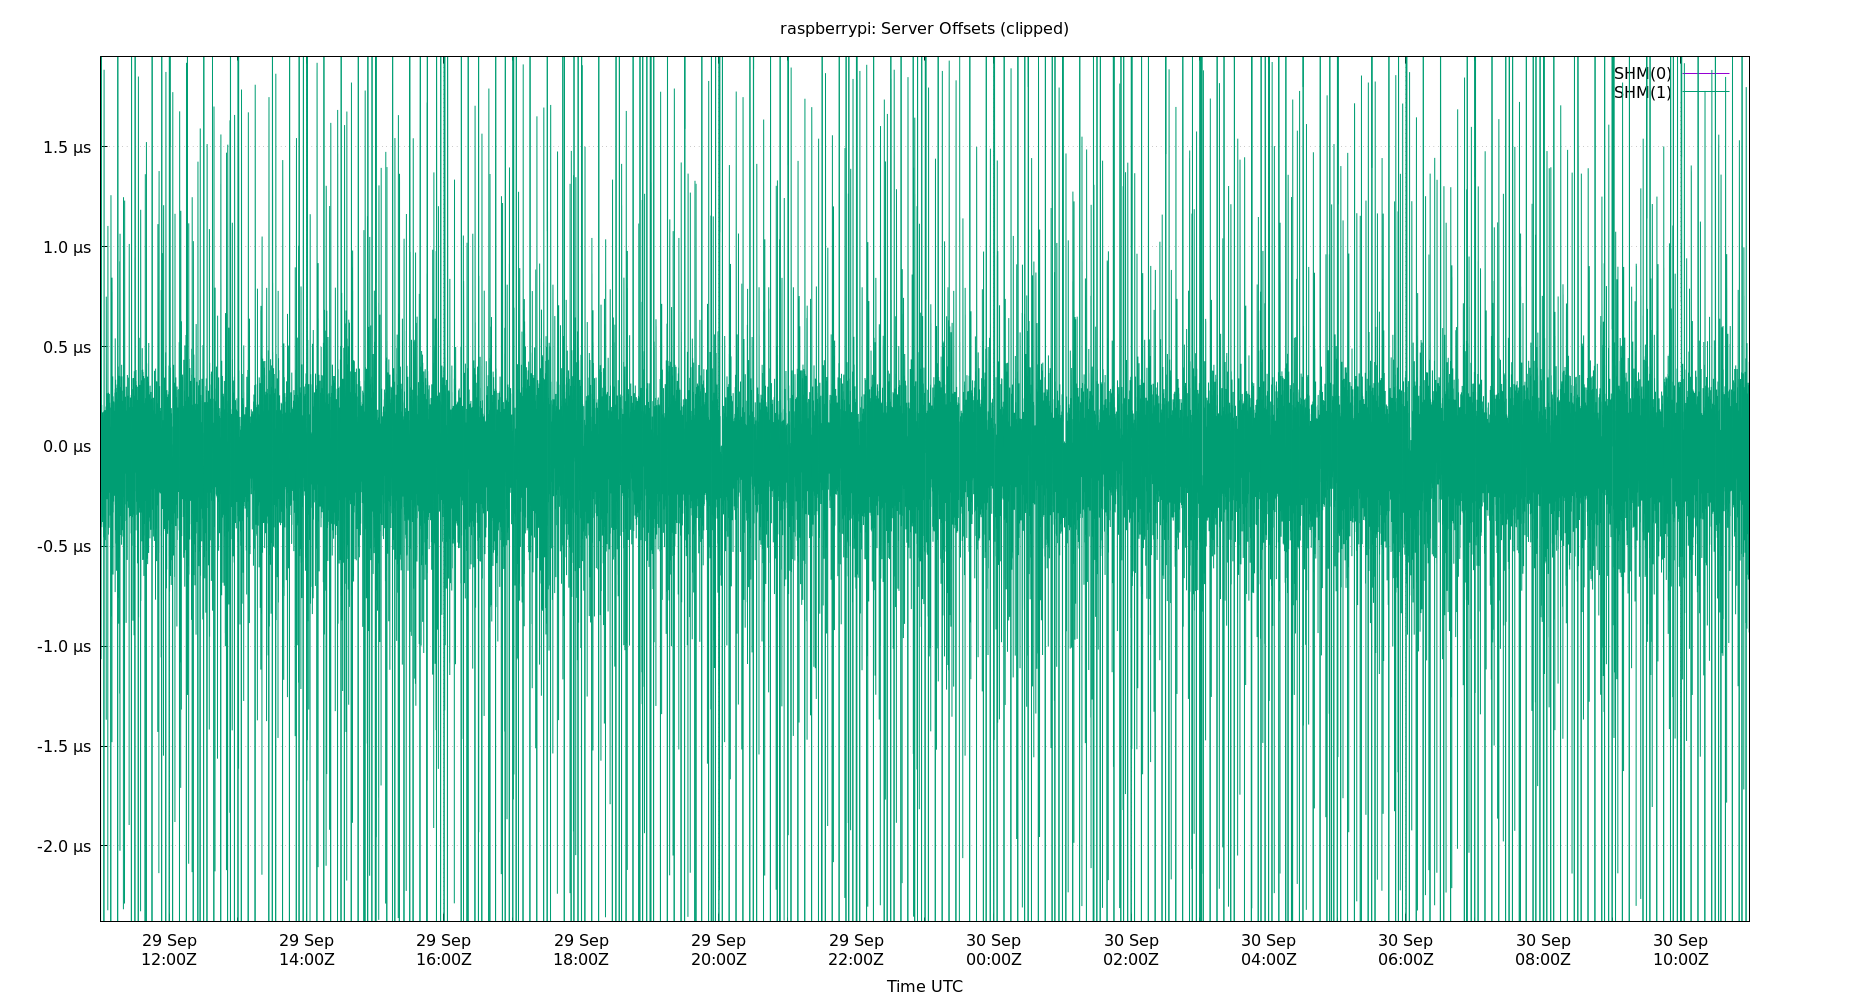 raspberrypi: Server Offsets (clipped)
SHM(0)
SHM(1)
1.5 µs
1.0 µs
0.5 µs
0.0 µs
-0.5 µs
-1.0 µs
-1.5 µs
-2.0 µs
29 Sep 29 Sep 29 Sep 29 Sep 29 Sep 29 Sep 30 Sep 30 Sep 30 Sep 30 Sep 30 Sep 30 Sep
12:00Z 14:00Z 16:00Z 18:00Z 20:00Z 22:00Z 00:00Z 02:00Z 04:00Z 06:00Z 08:00Z 10:00Z
Time UTC